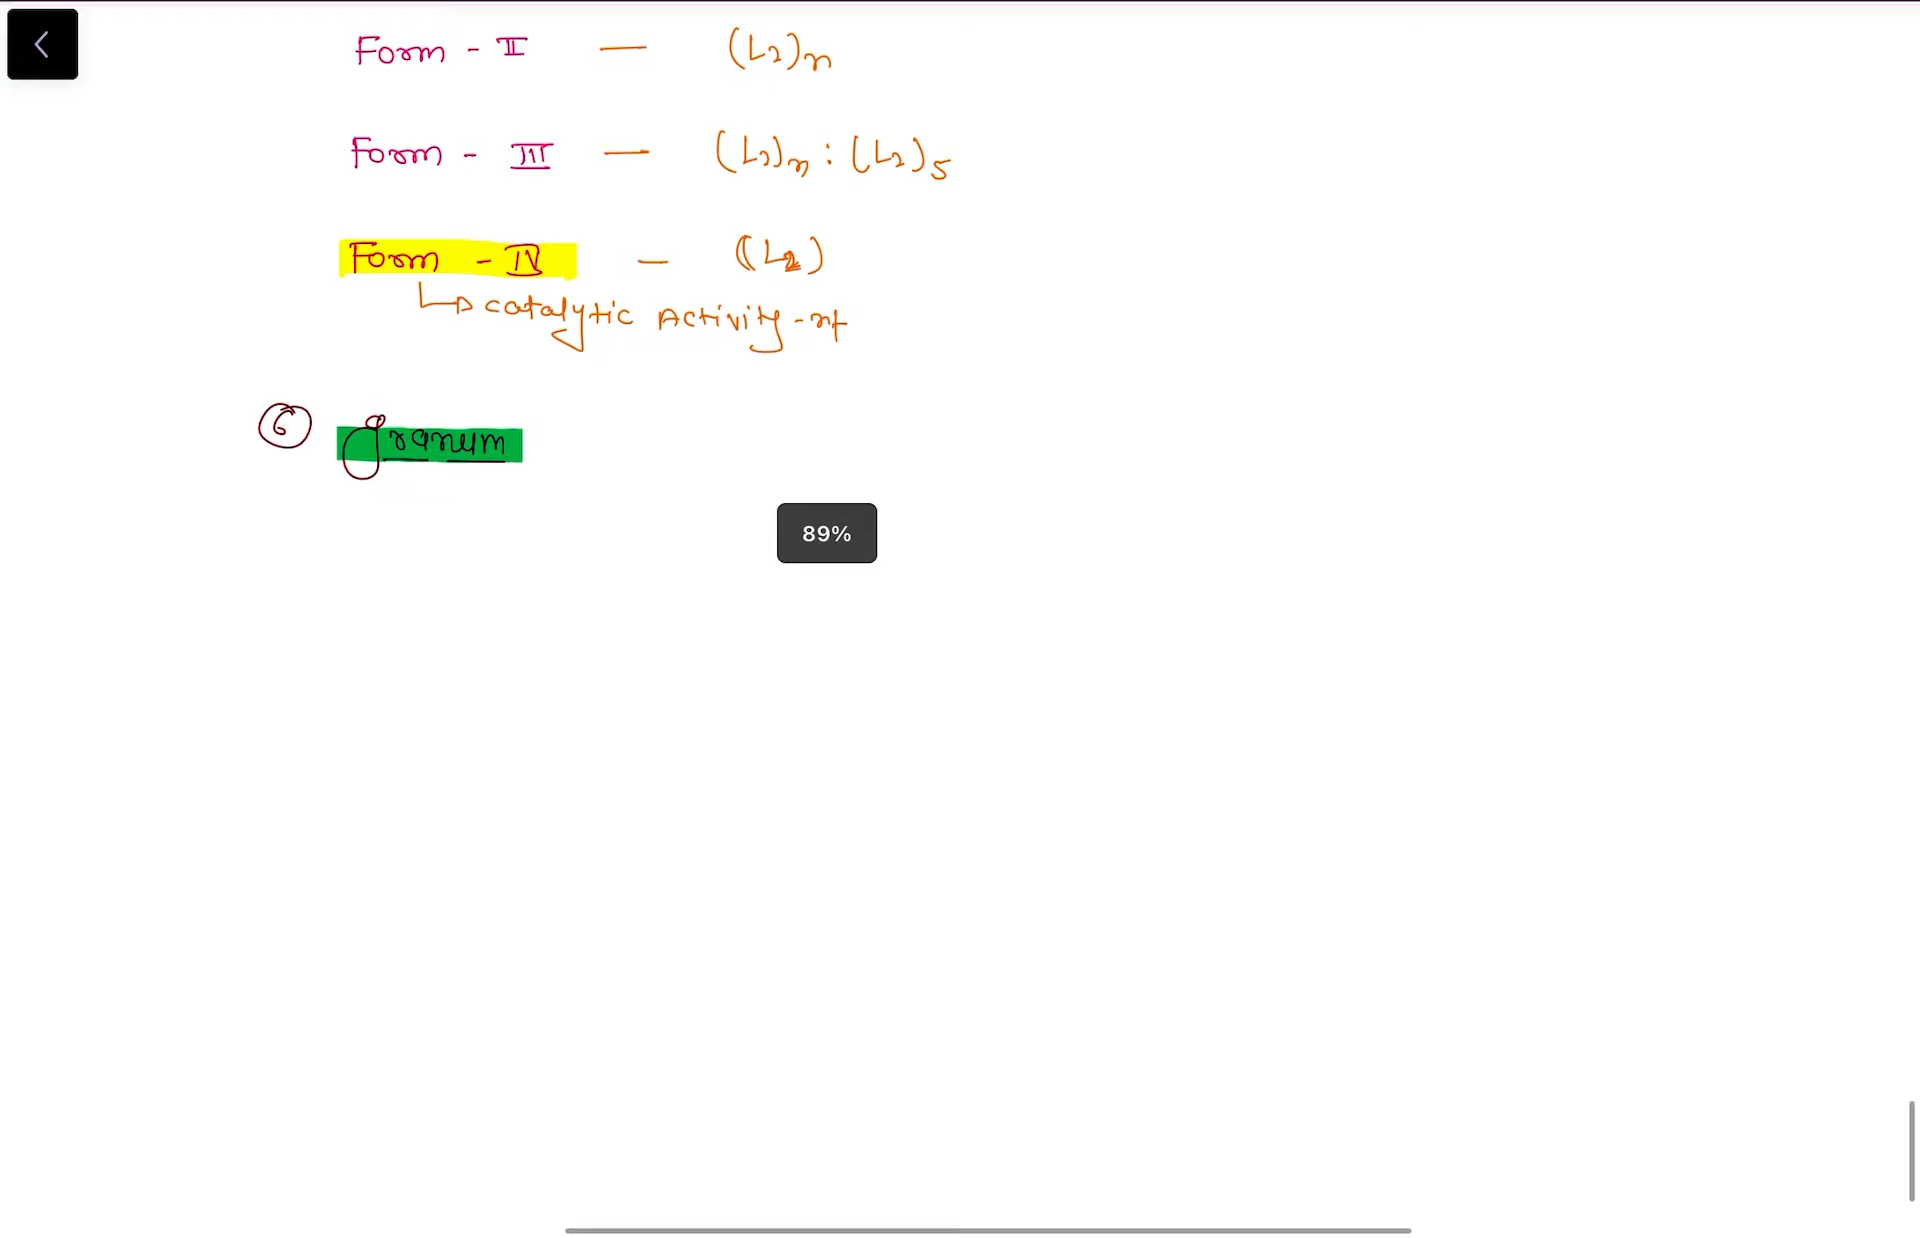 Form - II — (L2)n
Form - III — (L2)n : (L2)5
Form - IV — (L2)
catalytic Activity -nt
6 granum
89%